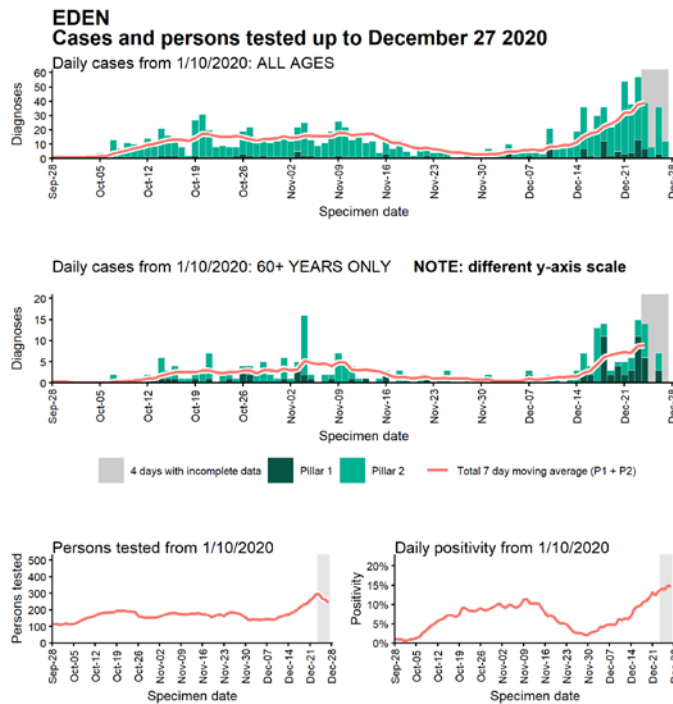 EDEN
Cases and persons tested up to December 27 2020
Daily cases from 1/10/2020: ALL AGES
Diagnoses
60
50
40
30
20
10
0
Sep-28
Oct-05
Oct-12
Oct-19
Oct-26
Nov-02
Nov-09
Nov-16
Nov-23
Nov-30
Dec-07
Dec-14
Dec-21
Dec-28
Specimen date
Daily cases from 1/10/2020: 60+ YEARS ONLY NOTE: different y-axis scale
Diagnoses
20
15
10
5
0
Sep-28
Oct-05
Oct-12
Oct-19
Oct-26
Nov-02
Nov-09
Nov-16
Nov-23
Nov-30
Dec-07
Dec-14
Dec-21
Dec-28
Specimen date
4 days with incomplete data Pillar 1 Pillar 2 Total 7 day moving average (P1 + P2)
Persons tested from 1/10/2020
Persons tested
500
400
300
200
100
0
Sep-28
Oct-05
Oct-12
Oct-19
Oct-26
Nov-02
Nov-09
Nov-16
Nov-23
Nov-30
Dec-07
Dec-14
Dec-21
Dec-28
Specimen date
Daily positivity from 1/10/2020
Positivity
20%
15%
10%
5%
0%
Sep-28
Oct-05
Oct-12
Oct-19
Oct-26
Nov-02
Nov-09
Nov-16
Nov-23
Nov-30
Dec-07
Dec-14
Dec-21
Dec-28
Specimen date